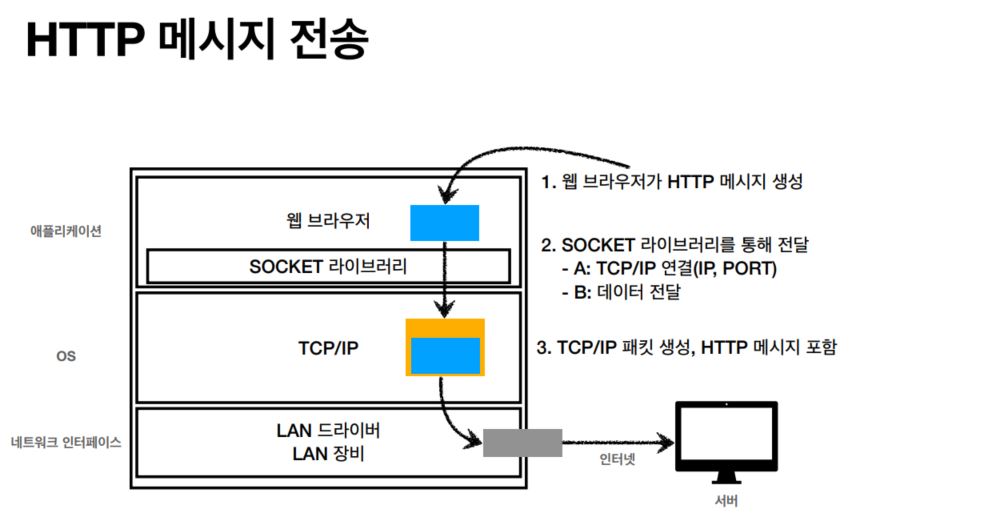 HTTP 메시지 전송
1. 웹 브라우저가 HTTP 메시지 생성
애플리케이션
웹 브라우저
SOCKET 라이브러리
2. SOCKET 라이브러리를 통해 전달
- A: TCP/IP 연결(IP, PORT)
- B: 데이터 전달
OS
TCP/IP
3. TCP/IP 패킷 생성, HTTP 메시지 포함
네트워크 인터페이스
LAN 드라이버
LAN 장비
인터넷
서버